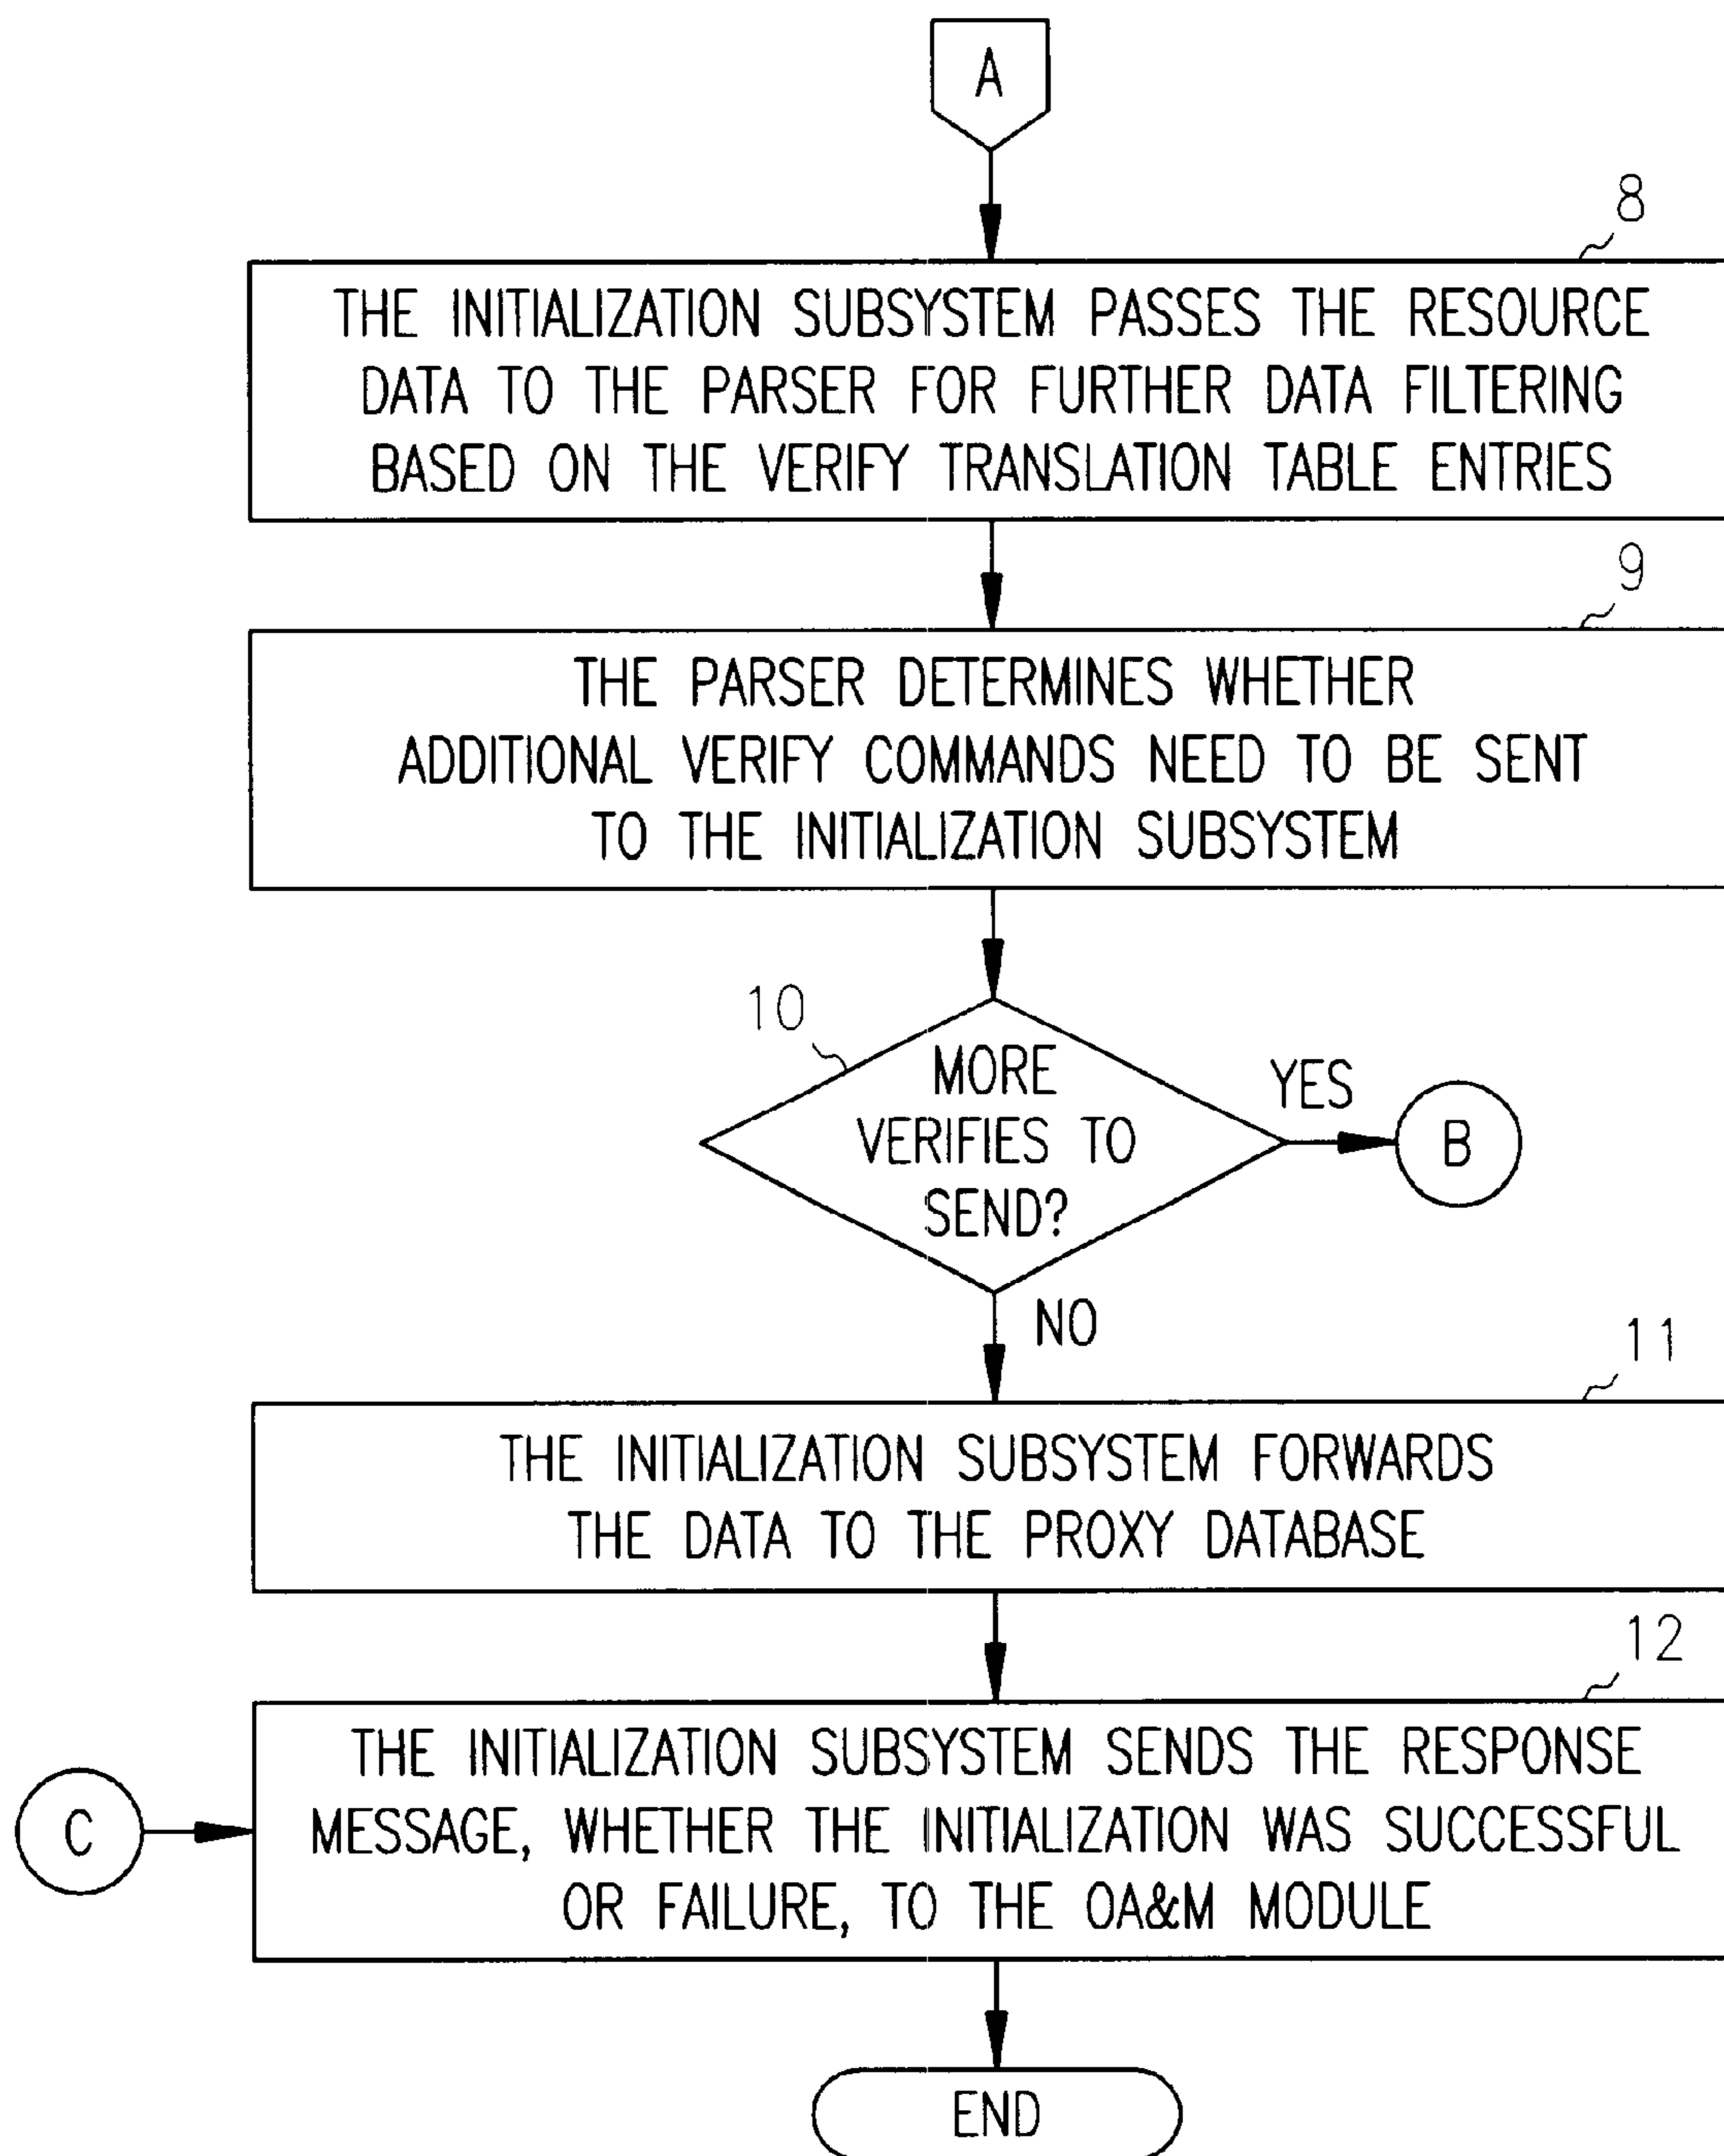 A
8
THE INITIALIZATION SUBSYSTEM PASSES THE RESOURCE
DATA TO THE PARSER FOR FURTHER DATA FILTERING
BASED ON THE VERIFY TRANSLATION TABLE ENTRIES
9
THE PARSER DETERMINES WHETHER
ADDITIONAL VERIFY COMMANDS NEED TO BE SENT
TO THE INITIALIZATION SUBSYSTEM
10
MORE
VERIFIES TO
SEND?
YES
B
NO
11
THE INITIALIZATION SUBSYSTEM FORWARDS
THE DATA TO THE PROXY DATABASE
12
THE INITIALIZATION SUBSYSTEM SENDS THE RESPONSE
MESSAGE, WHETHER THE INITIALIZATION WAS SUCCESSFUL
OR FAILURE, TO THE OA&M MODULE
C
END